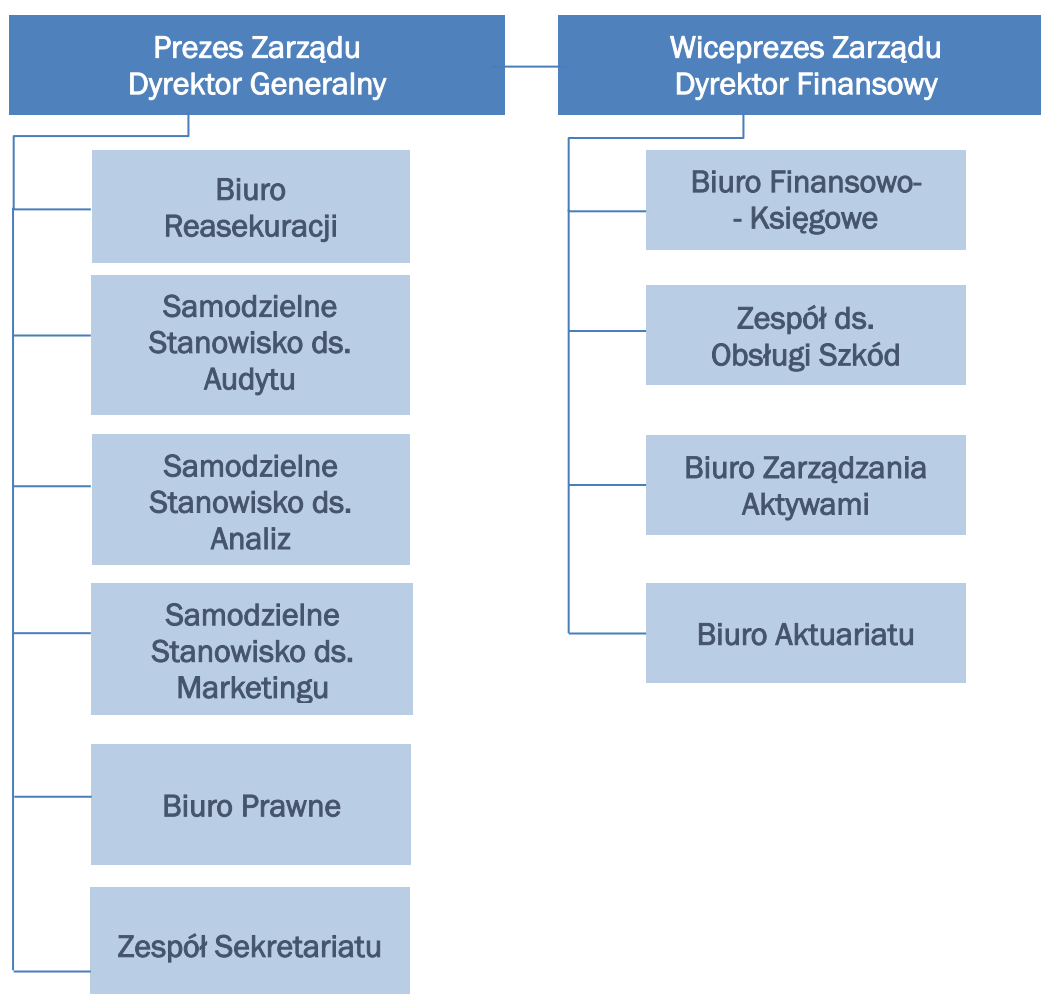 Prezes Zarządu
Dyrektor Generalny
Biuro
Reasekuracji
Samodzielne
Stanowisko ds.
Audytu
Samodzielne
Stanowisko ds.
Analiz
Samodzielne
Stanowisko ds.
Marketingu
Biuro Prawne
Zespół Sekretariatu
Wiceprezes Zarządu
Dyrektor Finansowy
Biuro Finansowo-
- Księgowe
Zespół ds.
Obsługi Szkód
Biuro Zarządzania
Aktywami
Biuro Aktuariatu